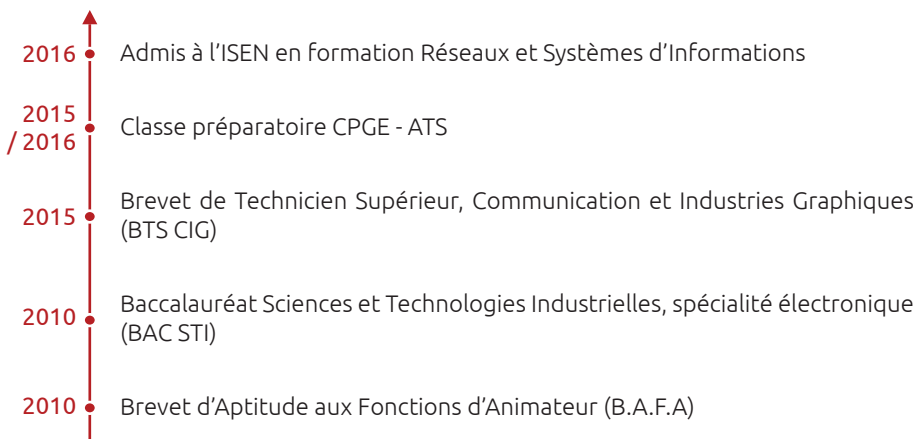 2016 Admis à l’ISEN en formation Réseaux et Systèmes d’Informations
2015
/ 2016 Classe préparatoire CPGE - ATS
2015 Brevet de Technicien Supérieur, Communication et Industries Graphiques
(BTS CIG)
2010 Baccalauréat Sciences et Technologies Industrielles, spécialité électronique
(BAC STI)
2010 Brevet d’Aptitude aux Fonctions d’Animateur (B.A.F.A)